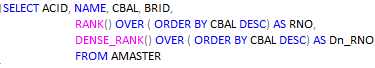 SELECT ACID, NAME, CBAL, BRID,
RANK() OVER ( ORDER BY CBAL DESC) AS RNO,
DENSE_RANK() OVER ( ORDER BY CBAL DESC) AS Dn_RNO
FROM AMASTER